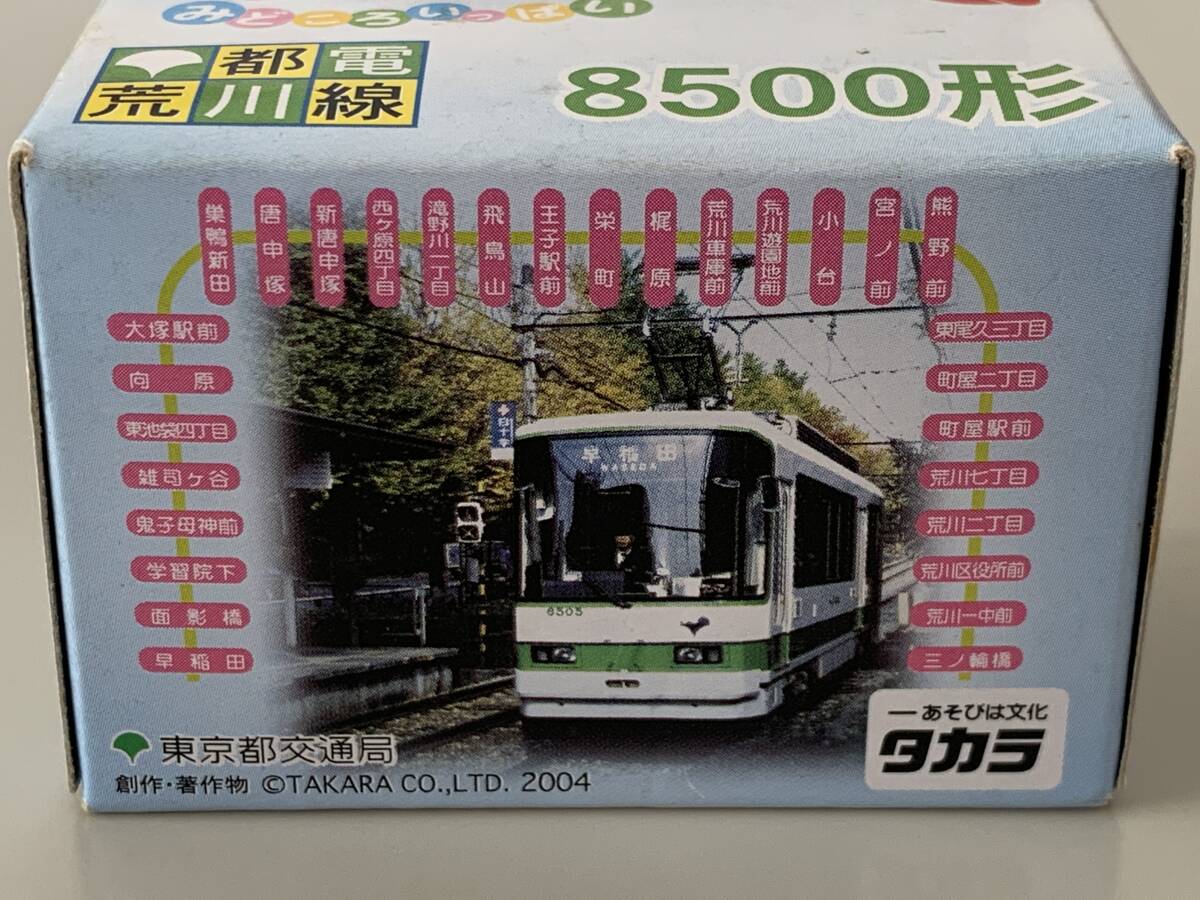 みどころいっぱい
都電
荒川線
8500形
巣鴨新田
唐申塚
新唐申塚
西ヶ原四丁目
滝野川一丁目
飛鳥山
王子駅前
栄町
梶原
荒川車庫前
荒川遊園地前
小台
宮ノ前
熊野前
大塚駅前
向原
東池袋四丁目
雑司ヶ谷
鬼子母神前
学習院下
面影橋
早稲田
東尾久三丁目
町屋二丁目
町屋駅前
荒川七丁目
荒川二丁目
荒川区役所前
荒川一中前
三ノ輪橋
早稲田
WASEDA
8505
東京都交通局
創作・著作物 ©TAKARA CO.,LTD. 2004
ーあそびは文化
タカラ